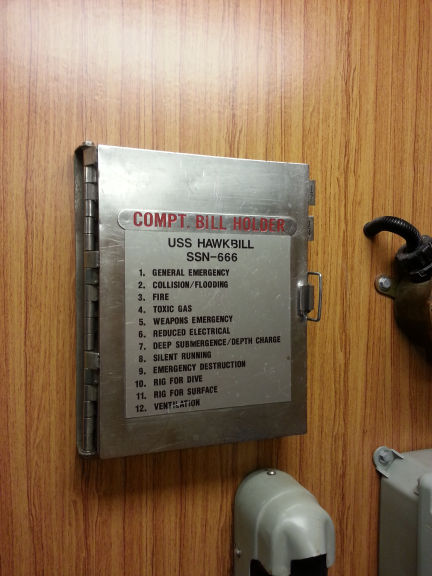 COMPT. BILL HOLDER
USS HAWKBILL
SSN-666
1. GENERAL EMERGENCY
2. COLLISION/FLOODING
3. FIRE
4. TOXIC GAS
5. WEAPONS EMERGENCY
6. REDUCED ELECTRICAL
7. DEEP SUBMERGENCE/DEPTH CHARGE
8. SILENT RUNNING
9. EMERGENCY DESTRUCTION
10. RIG FOR DIVE
11. RIG FOR SURFACE
12. VENTILATION